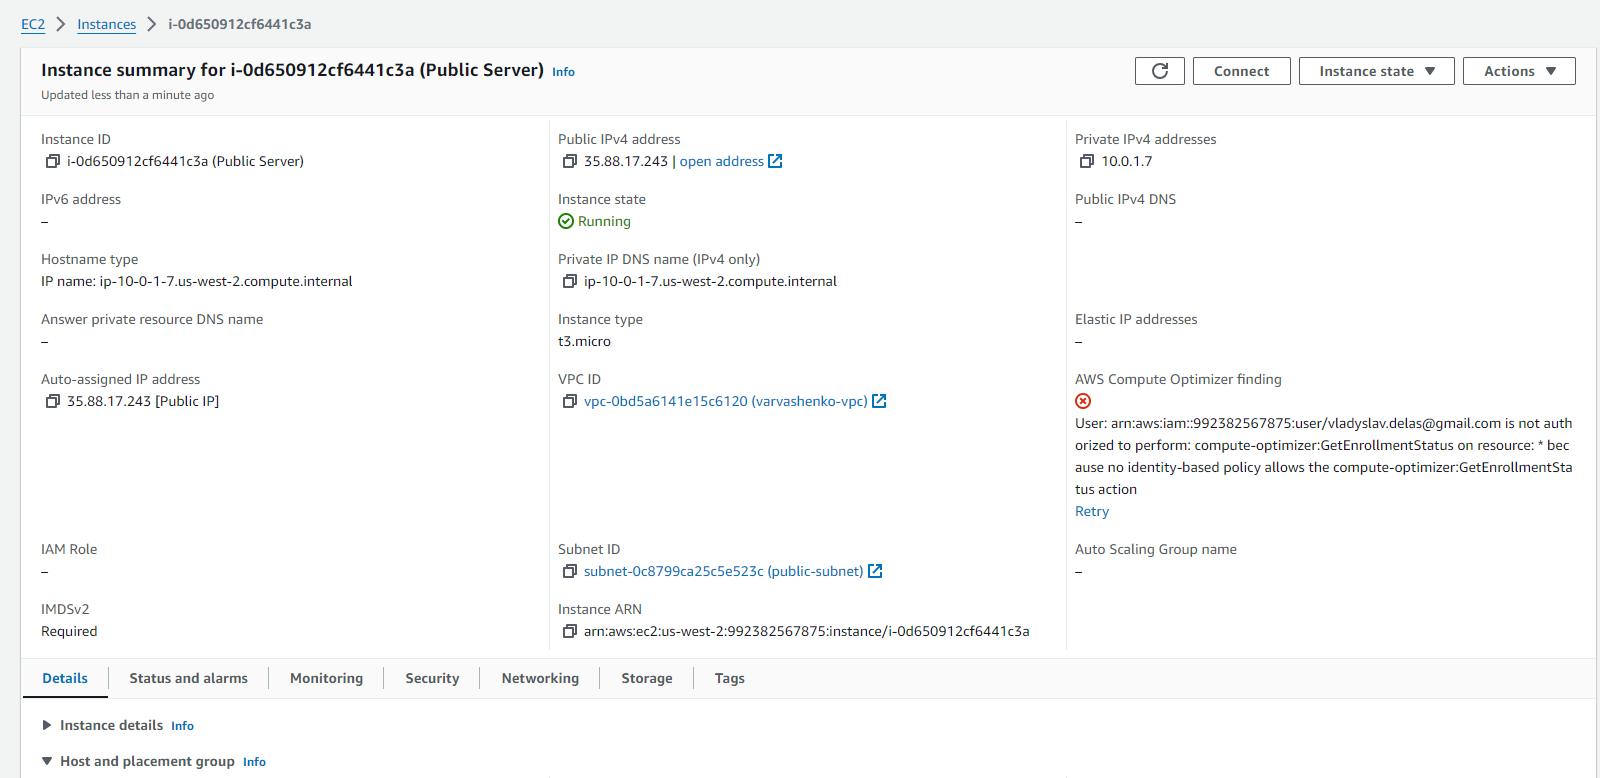 EC2 > Instances > i-0d650912cf6441c3a
Instance summary for i-0d650912cf6441c3a (Public Server) Info
Updated less than a minute ago
Connect
Instance state
Actions
Instance ID
i-0d650912cf6441c3a (Public Server)
Public IPv4 address
35.88.17.243 | open address
Private IPv4 addresses
10.0.1.7
IPv6 address
–
Instance state
Running
Public IPv4 DNS
–
Hostname type
IP name: ip-10-0-1-7.us-west-2.compute.internal
Private IP DNS name (IPv4 only)
ip-10-0-1-7.us-west-2.compute.internal
Answer private resource DNS name
–
Instance type
t3.micro
Elastic IP addresses
–
Auto-assigned IP address
35.88.17.243 [Public IP]
VPC ID
vpc-0bd5a6141e15c6120 (varvashenko-vpc)
AWS Compute Optimizer finding
User: arn:aws:iam::992382567875:user/vladyslav.delas@gmail.com is not auth
orized to perform: compute-optimizer:GetEnrollmentStatus on resource: * bec
ause no identity-based policy allows the compute-optimizer:GetEnrollmentSta
tus action
Retry
IAM Role
–
Subnet ID
subnet-0c8799ca25c5e523c (public-subnet)
Auto Scaling Group name
–
IMDSv2
Required
Instance ARN
arn:aws:ec2:us-west-2:992382567875:instance/i-0d650912cf6441c3a
Details
Status and alarms
Monitoring
Security
Networking
Storage
Tags
Instance details Info
Host and placement group Info